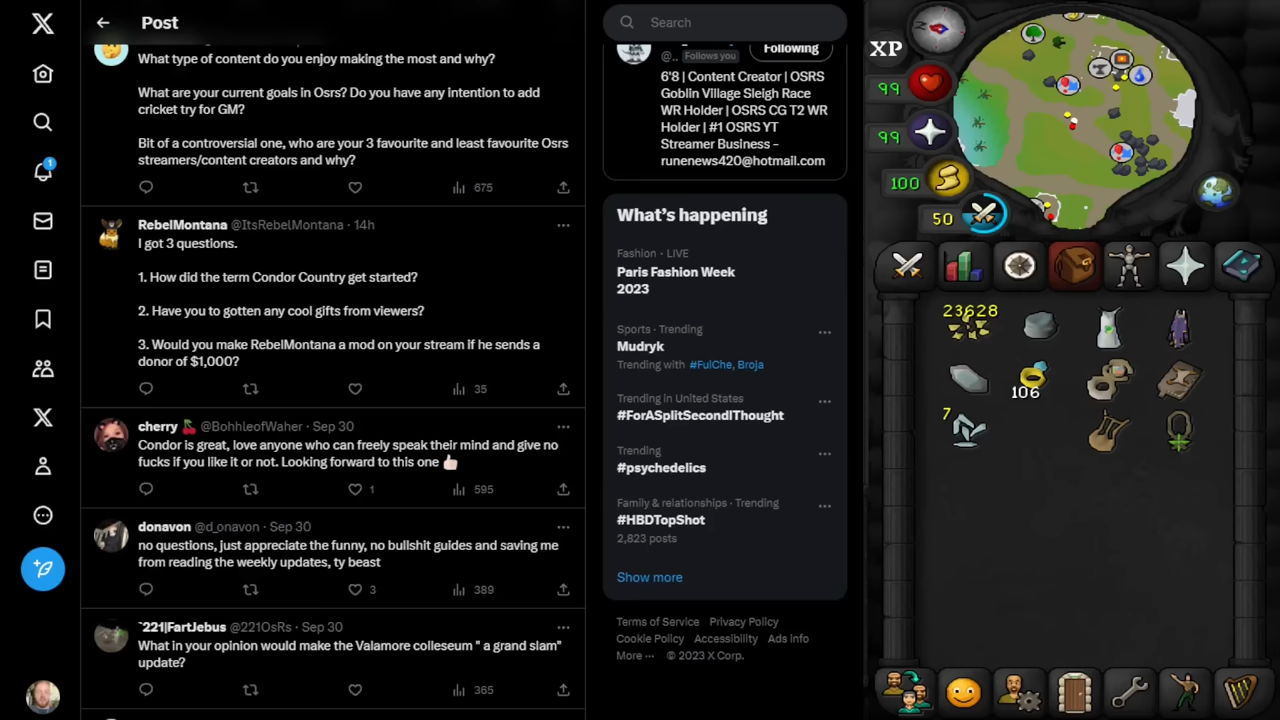 Post
What type of content do you enjoy making the most and why?
What are your current goals in Osrs? Do you have any intention to add
cricket try for GM?
Bit of a controversial one, who are your 3 favourite and least favourite Osrs
streamers/content creators and why?
675
RebelMontana @ItsRebelMontana · 14h
I got 3 questions.
1. How did the term Condor Country get started?
2. Have you to gotten any cool gifts from viewers?
3. Would you make RebelMontana a mod on your stream if he sends a
donor of $1,000?
35
cherry @BohhleofWaher · Sep 30
Condor is great, love anyone who can freely speak their mind and give no
fucks if you like it or not. Looking forward to this one
1 595
donavon @d_onavon · Sep 30
no questions, just appreciate the funny, no bullshit guides and saving me
from reading the weekly updates, ty beast
3 389
~221|FartJebus @221OsRs · Sep 30
What in your opinion would make the Valamore colleseum " a grand slam"
update?
365
1
Search
@.. Follows you
Following
6'8 | Content Creator | OSRS
Goblin Village Sleigh Race
WR Holder | OSRS CG T2 WR
Holder | #1 OSRS YT
Streamer Business -
runenews420@hotmail.com
What's happening
Fashion · LIVE
Paris Fashion Week
2023
Sports · Trending
Mudryk
Trending with #FulChe, Broja
Trending in United States
#ForASplitSecondIThought
Trending
#psychedelics
Family & relationships · Trending
#HBDTopShot
2,823 posts
Show more
Terms of Service Privacy Policy
Cookie Policy Accessibility Ads info
More ··· © 2023 X Corp.
XP
99
99
100
50
23628
106
7